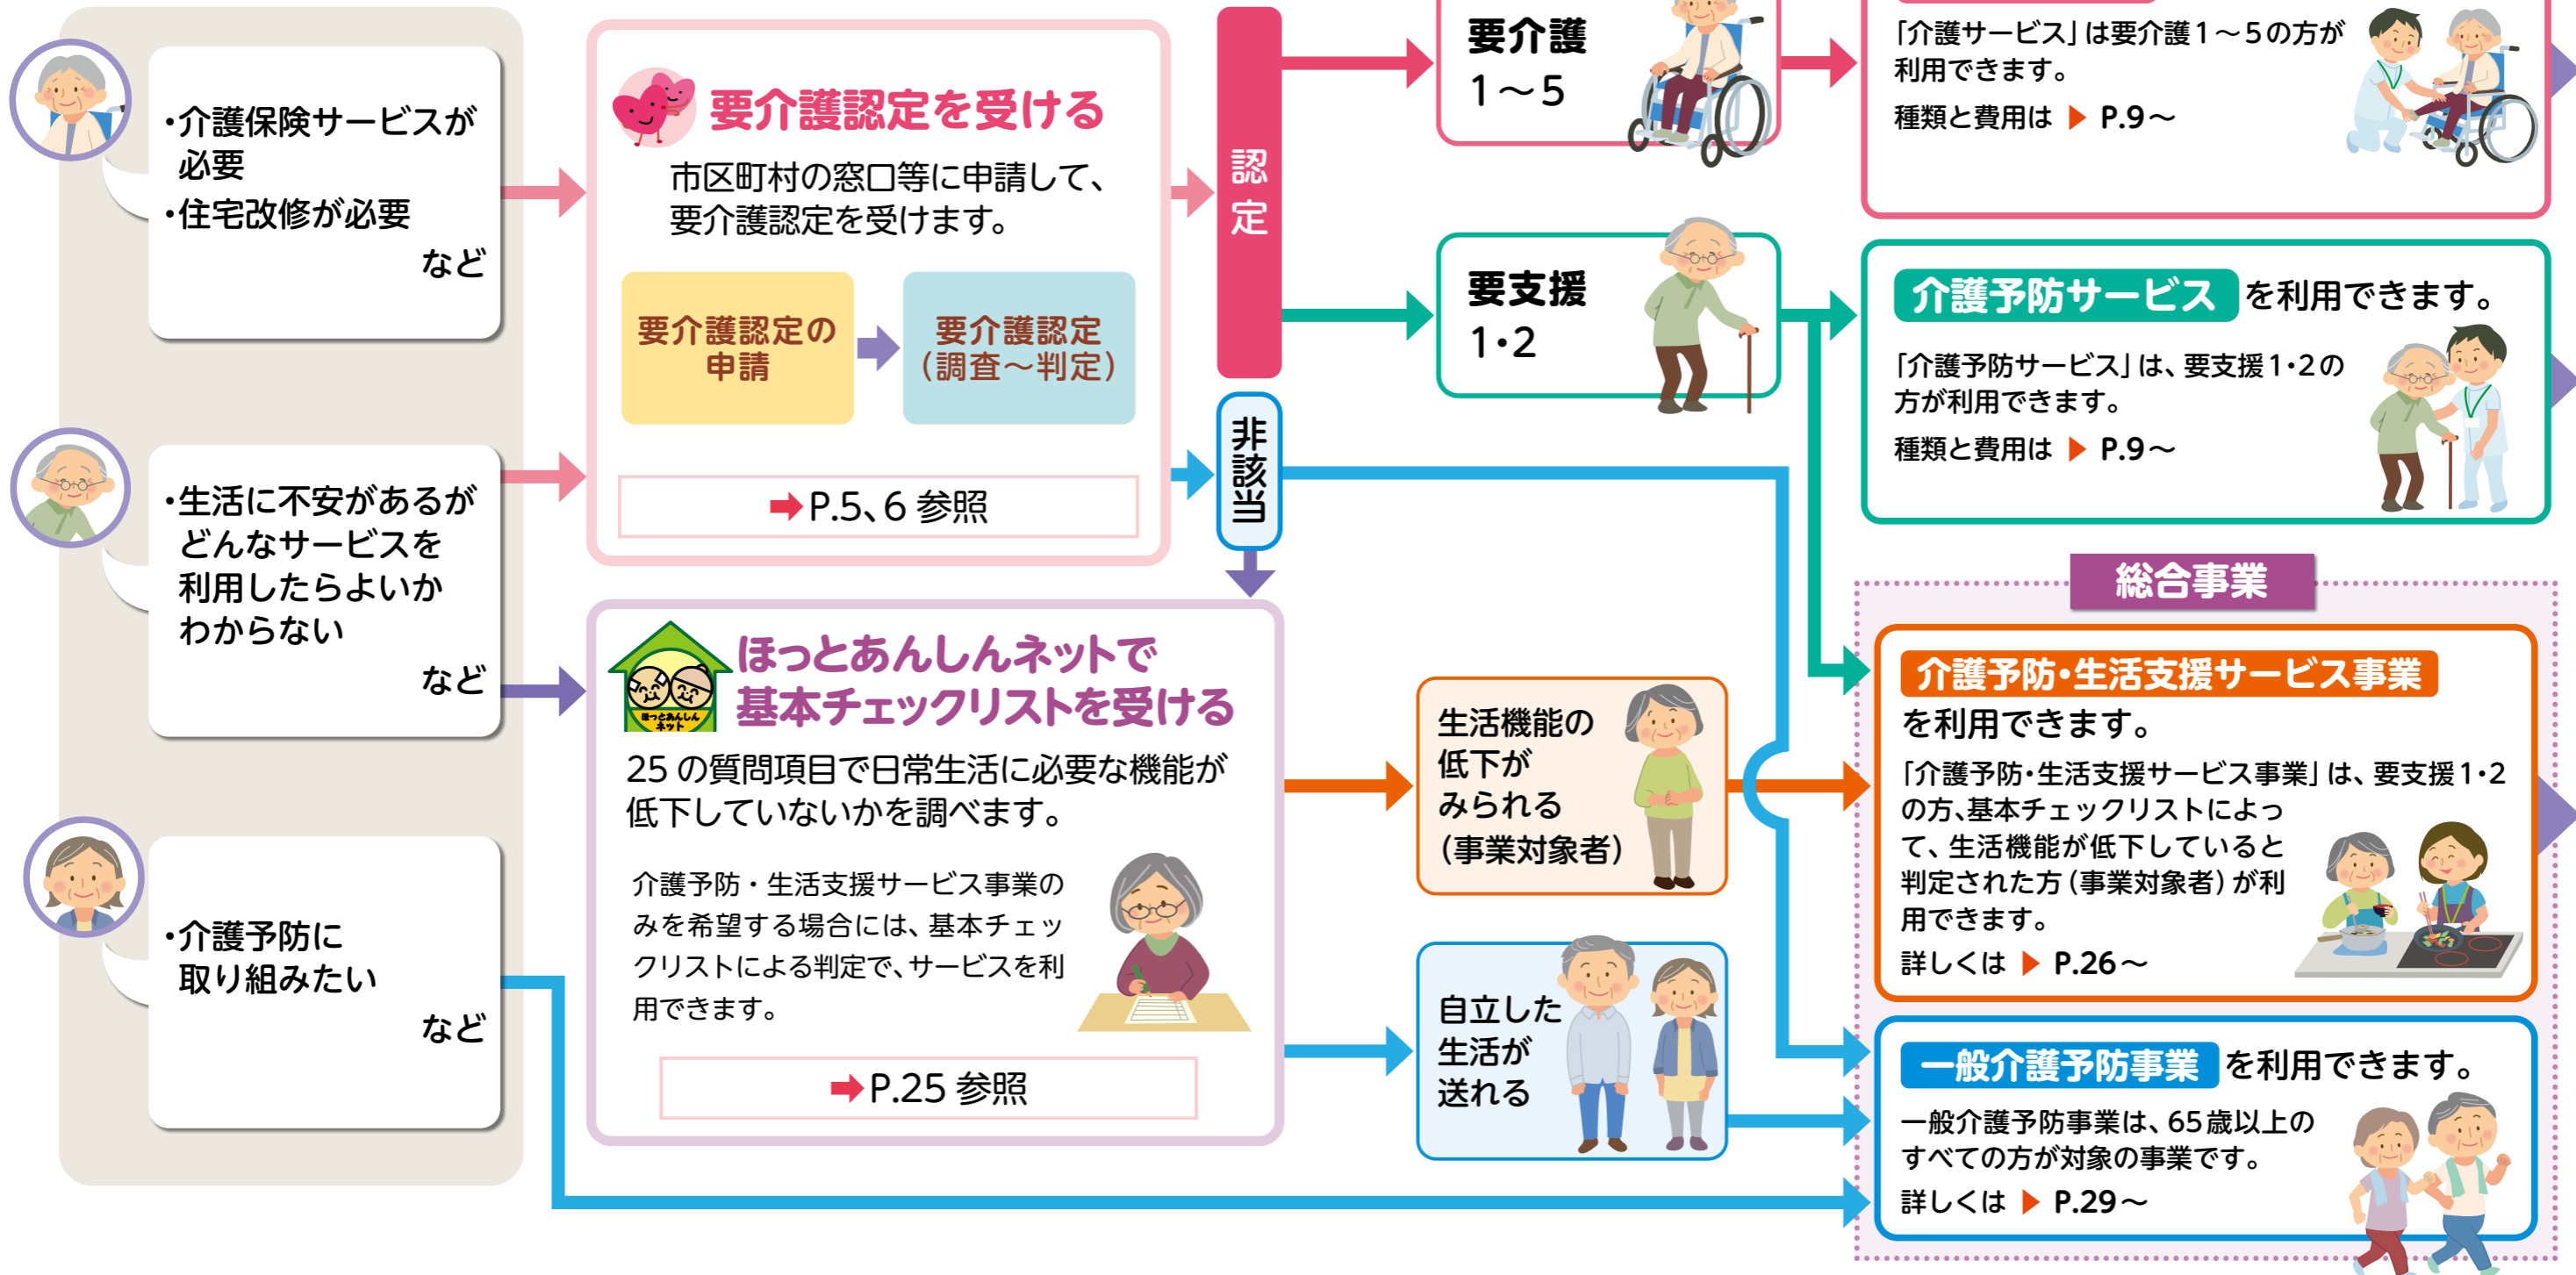 ・介護保険サービスが
必要
・住宅改修が必要
など
・生活に不安があるが
どんなサービスを
利用したらよいか
わからない
など
・介護予防に
取り組みたい
など
要介護認定を受ける
市区町村の窓口等に申請して、
要介護認定を受けます。
要介護認定の
申請
要介護認定
（調査～判定）
➡P.5、6 参照
ほっとあんしんネットで
基本チェックリストを受ける
ほっとあんしん
ネット
25 の質問項目で日常生活に必要な機能が
低下していないかを調べます。
介護予防・生活支援サービス事業の
みを希望する場合には、基本チェッ
クリストによる判定で、サービスを利
用できます。
➡P.25 参照
認定
非該当
要介護
1～5
要支援
1・2
生活機能の
低下が
みられる
（事業対象者）
自立した
生活が
送れる
「介護サービス」は要介護1～5の方が
利用できます。
種類と費用は ▶ P.9～
介護予防サービス を利用できます。
「介護予防サービス」は、要支援1・2の
方が利用できます。
種類と費用は ▶ P.9～
総合事業
介護予防・生活支援サービス事業
を利用できます。
「介護予防・生活支援サービス事業」は、要支援1・2
の方、基本チェックリストによっ
て、生活機能が低下していると
判定された方（事業対象者）が利
用できます。
詳しくは ▶ P.26～
一般介護予防事業 を利用できます。
一般介護予防事業は、65歳以上の
すべての方が対象の事業です。
詳しくは ▶ P.29～